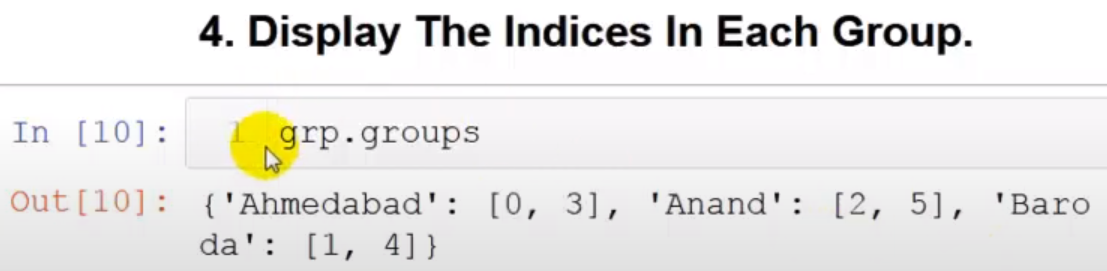 4. Display The Indices In Each Group.
In [10]: 1 grp.groups
Out[10]: {'Ahmedabad': [0, 3], 'Anand': [2, 5], 'Baro
da': [1, 4]}